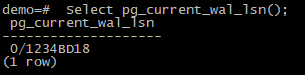 demo=#  Select pg_current_wal_lsn();
 pg_current_wal_lsn
--------------------
 0/1234BD18
(1 row)